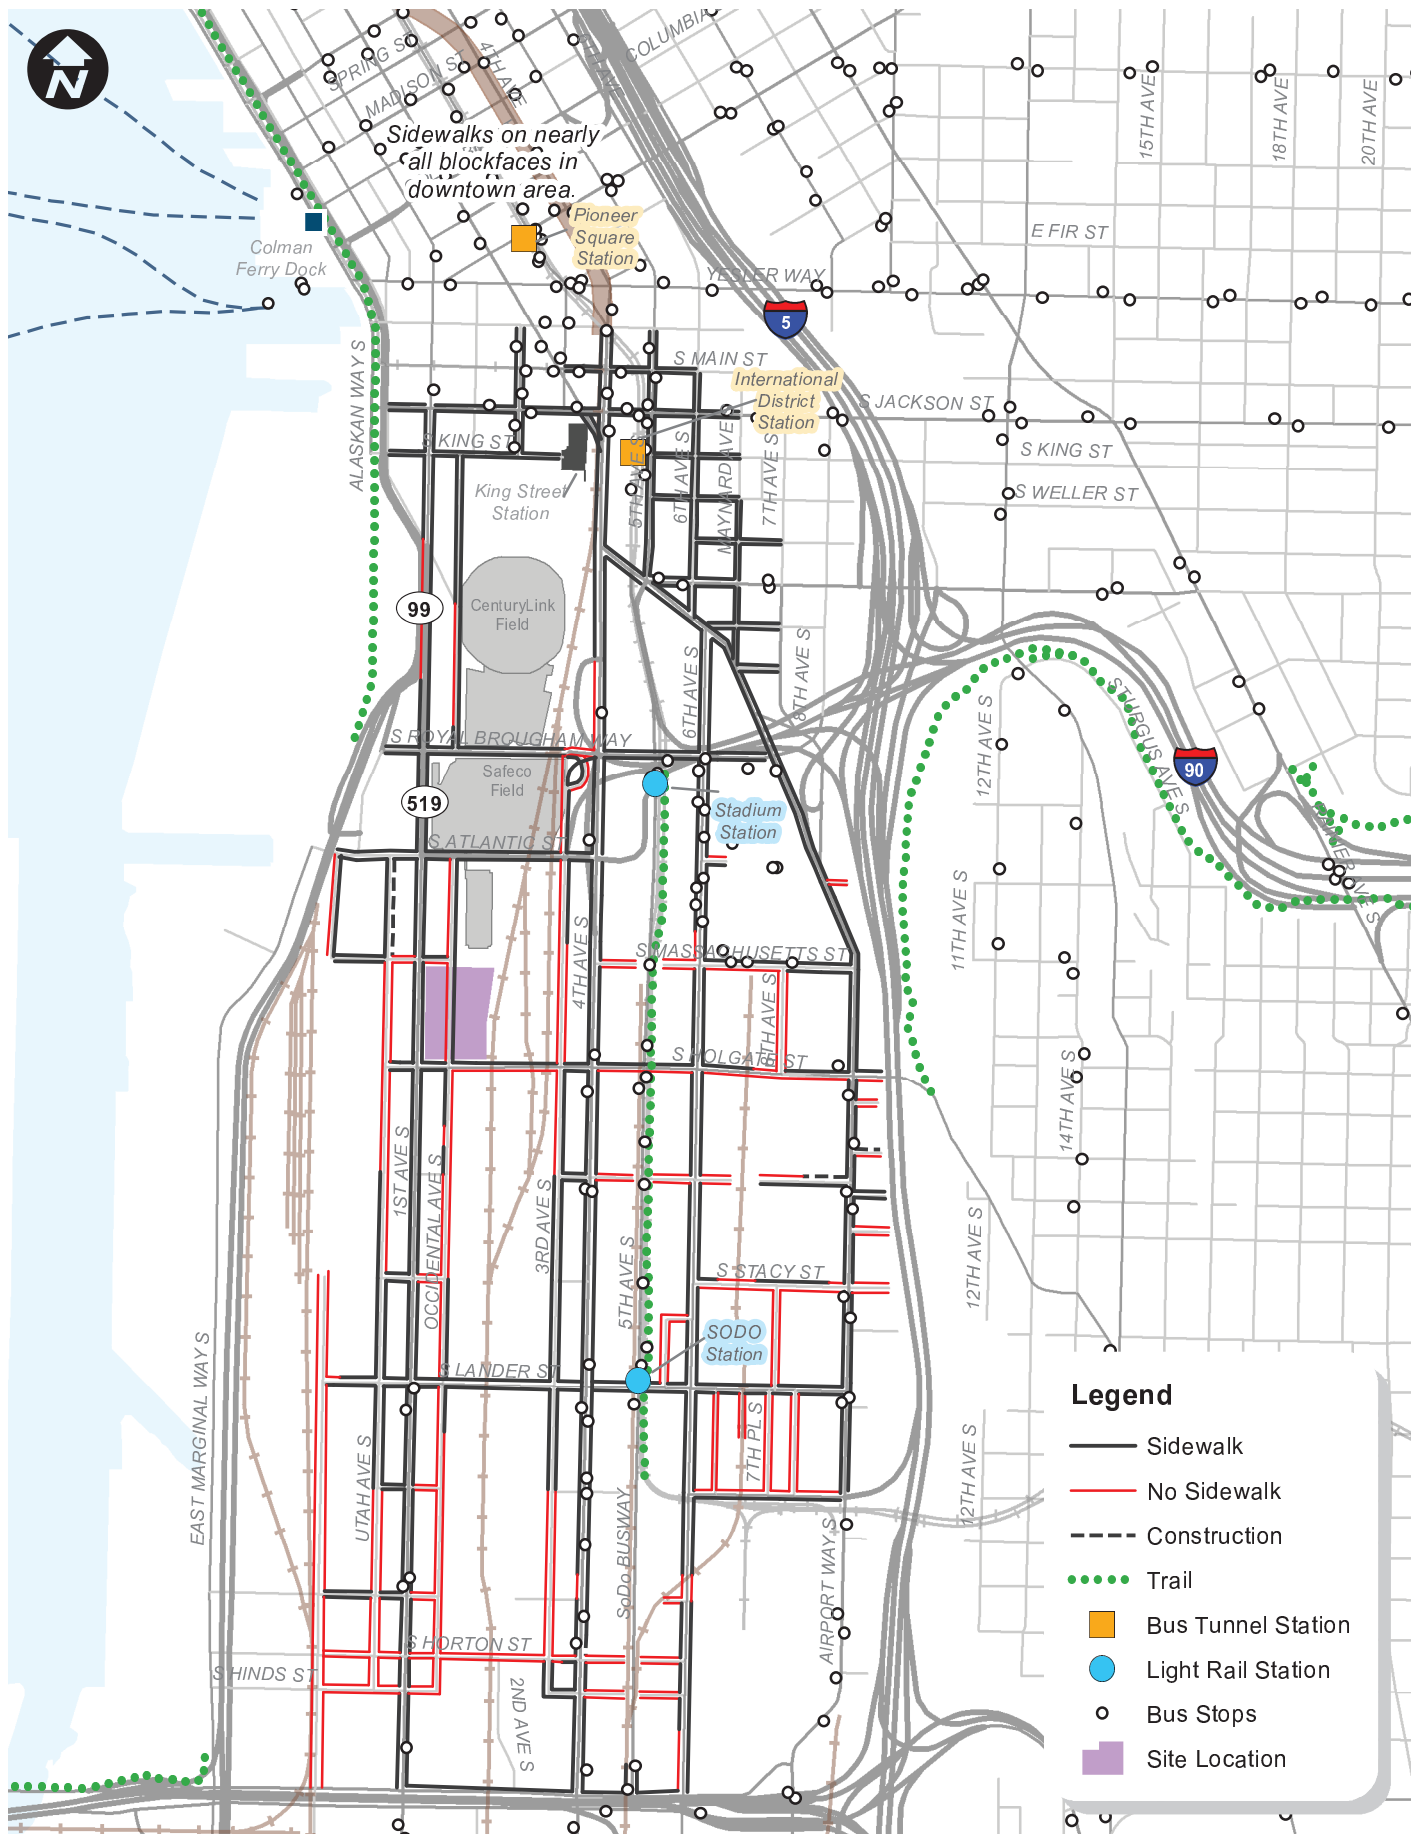 SPRING ST
MADISON ST
4TH AVE
6TH AVE
COLUMBIA
15TH AVE
18TH AVE
20TH AVE
N
Sidewalks on nearly
all blockfaces in
downtown area.
Pioneer
Square
Station
Colman
Ferry Dock
E FIR ST
YESLER WAY
5
ALASKAN WAY S
S MAIN ST
International
District
Station
S JACKSON ST
S KING ST
S KING ST
S WELLER ST
King Street
Station
5TH AVE S
6TH AVE S
MAYNARD AVE S
7TH AVE S
99
CenturyLink
Field
6TH AVE S
8TH AVE S
12TH AVE S
STURGUS AVE S
S ROYAL BROUGHAM WAY
Safeco
Field
90
519
Stadium
Station
RAINIER AVE S
S ATLANTIC ST
11TH AVE S
4TH AVE S
S MASSACHUSETTS ST
8TH AVE S
S HOLGATE ST
14TH AVE S
1ST AVE S
OCCIDENTAL AVE S
3RD AVE S
5TH AVE S
12TH AVE S
S STACY ST
SODO
Station
EAST MARGINAL WAY S
S LANDER ST
UTAH AVE S
7TH PL S
12TH AVE S
SoDo BUSWAY
AIRPORT WAY S
S HORTON ST
S HINDS ST
2ND AVE S
Legend
Sidewalk
No Sidewalk
Construction
Trail
Bus Tunnel Station
Light Rail Station
Bus Stops
Site Location